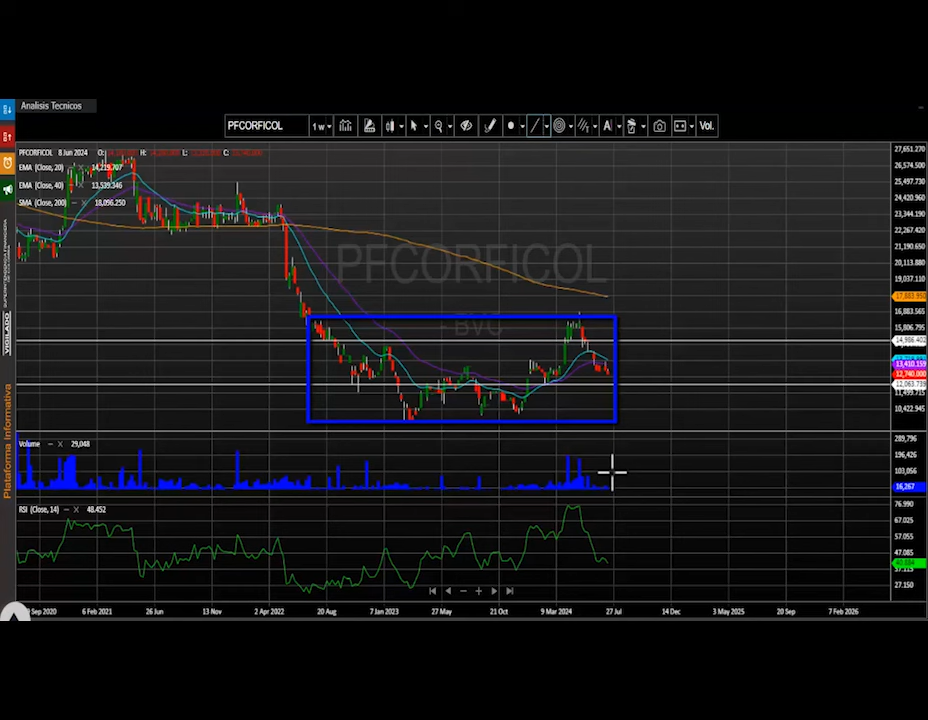 Analisis Tecnicos
PFCORFICOL 1 w Vol.
PFCORFICOL 8 Jun 2024 O: H: L: C:
EMA (Close, 20) 14,219.707
EMA (Close, 40) 13,539.346
SMA (Close, 200) 18,096.250
PFCORFICOL
- BVC
27,651.270
26,574.500
25,497.730
24,420.960
23,344.190
22,267.420
21,190.650
20,113.880
19,037.110
17,883.950
16,883.565
15,806.795
14,986.402
13,410.159
12,740.000
12,063.739
11,499.715
10,422.945
Volume 29,048
289,796
196,426
103,056
16,267
RSI (Close, 14) 48.452
76.990
67.025
57.055
47.085
37.115
27.150
Sep 2020 6 Feb 2021 26 Jun 13 Nov 2 Apr 2022 20 Aug 7 Jan 2023 27 May 21 Oct 9 Mar 2024 27 Jul 14 Dec 3 May 2025 20 Sep 7 Feb 2026
VIGILADO
Plataforma Informativa